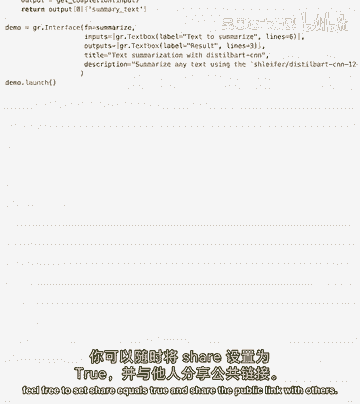 output = get_completion(input)
return output[0]['summary_text']
demo = gr.Interface(fn=summarize,
inputs=[gr.Textbox(label="Text to summarize", lines=6)],
outputs=[gr.Textbox(label="Result", lines=3)],
title="Text summarization with distilbart-cnn",
description="Summarize any text using the `shleifer/distilbart-cnn-12-
)
demo.launch()
你可以随时将 share 设置为
True，并与他人分享公共链接。
feel free to set share equals true and share the public link with others.